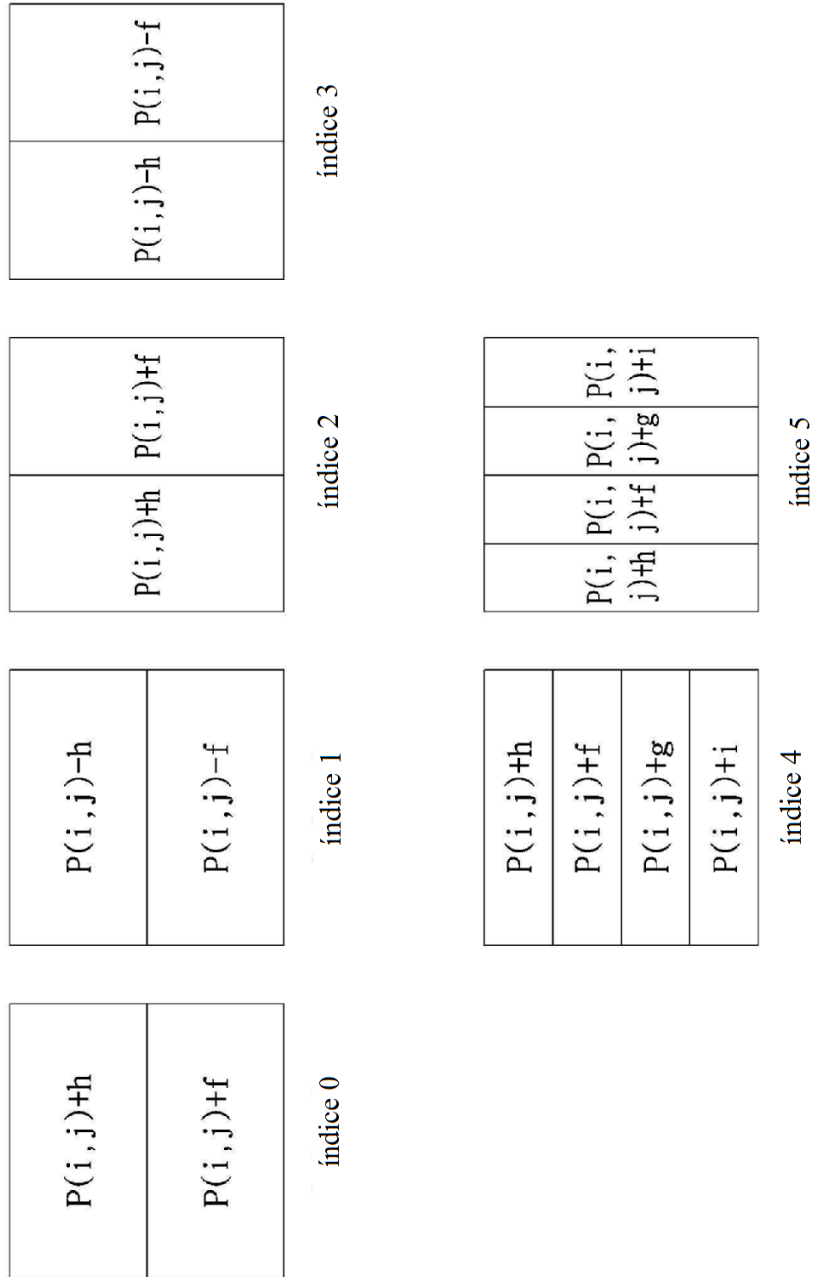 P(i,j)+h
P(i,j)+f
índice 0
P(i,j)-h
P(i,j)-f
índice 1
P(i,j)+h
P(i,j)+f
índice 2
P(i,j)-h
P(i,j)-f
índice 3
P(i,j)+h
P(i,j)+f
P(i,j)+g
P(i,j)+i
índice 4
P(i,
j)+h
P(i,
j)+f
P(i,
j)+g
P(i,
j)+i
índice 5